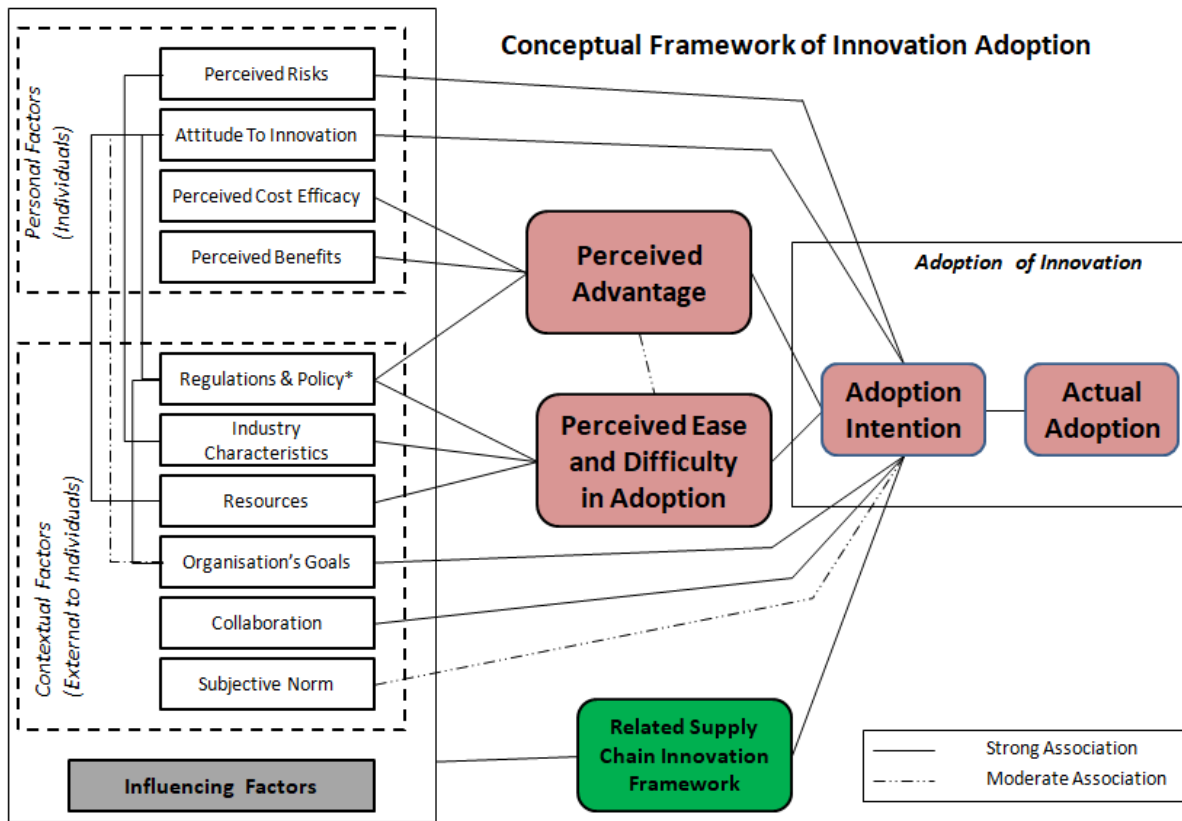 Conceptual Framework of Innovation Adoption
Personal Factors
(Individuals)
Perceived Risks
Attitude To Innovation
Perceived Cost Efficacy
Perceived Benefits
Contextual Factors
(External to Individuals)
Regulations & Policy*
Industry
Characteristics
Resources
Organisation's Goals
Collaboration
Subjective Norm
Influencing Factors
Perceived
Advantage
Perceived Ease
and Difficulty
in Adoption
Related Supply
Chain Innovation
Framework
Adoption of Innovation
Adoption
Intention
Actual
Adoption
Strong Association
Moderate Association